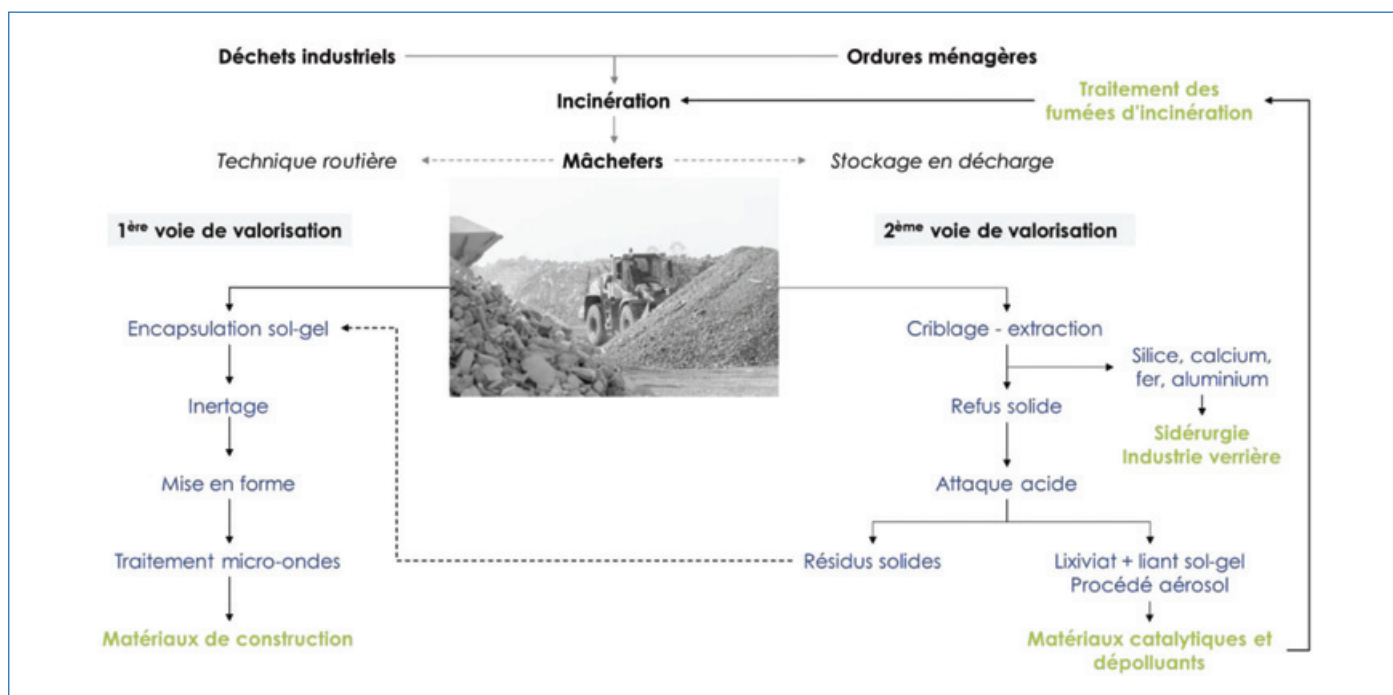 Déchets industriels
Ordures ménagères
Incinération
Traitement des
fumées d'incinération
Technique routière
Mâchefers
Stockage en décharge
1ère voie de valorisation
2ème voie de valorisation
Encapsulation sol-gel
Criblage - extraction
Silice, calcium,
fer, aluminium
Inertage
Refus solide
Sidérurgie
Industrie verrière
Mise en forme
Attaque acide
Traitement micro-ondes
Résidus solides
Lixiviat + liant sol-gel
Procédé aérosol
Matériaux de construction
Matériaux catalytiques et
dépolluants